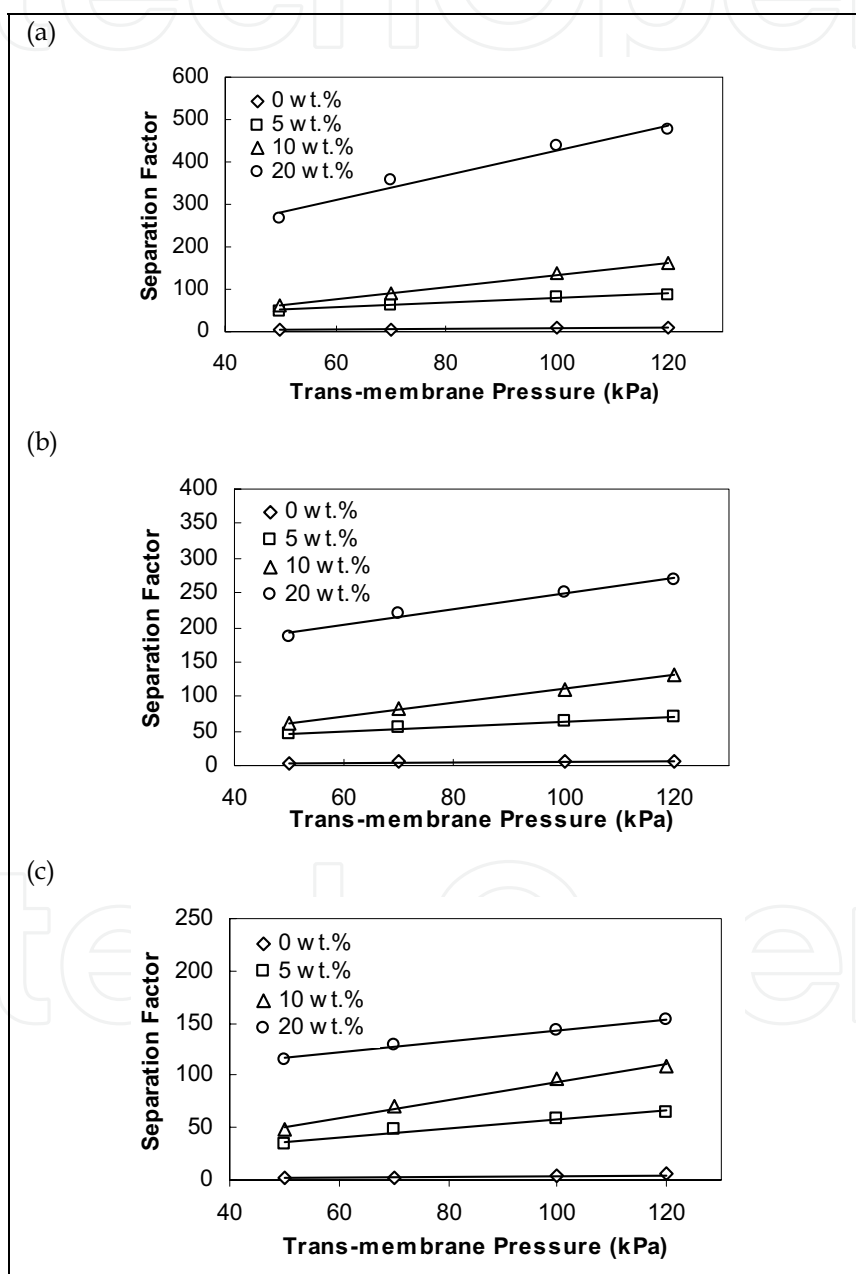 (a)
600
500
400
300
200
100
0
0 wt.%
5 wt.%
10 wt.%
20 wt.%
Separation Factor
40 60 80 100 120
Trans-membrane Pressure (kPa)
(b)
400
350
300
250
200
150
100
50
0
0 wt.%
5 wt.%
10 wt.%
20 wt.%
Separation Factor
40 60 80 100 120
Trans-membrane Pressure (kPa)
(c)
250
200
150
100
50
0
0 wt.%
5 wt.%
10 wt.%
20 wt.%
Separation Factor
40 60 80 100 120
Trans-membrane Pressure (kPa)